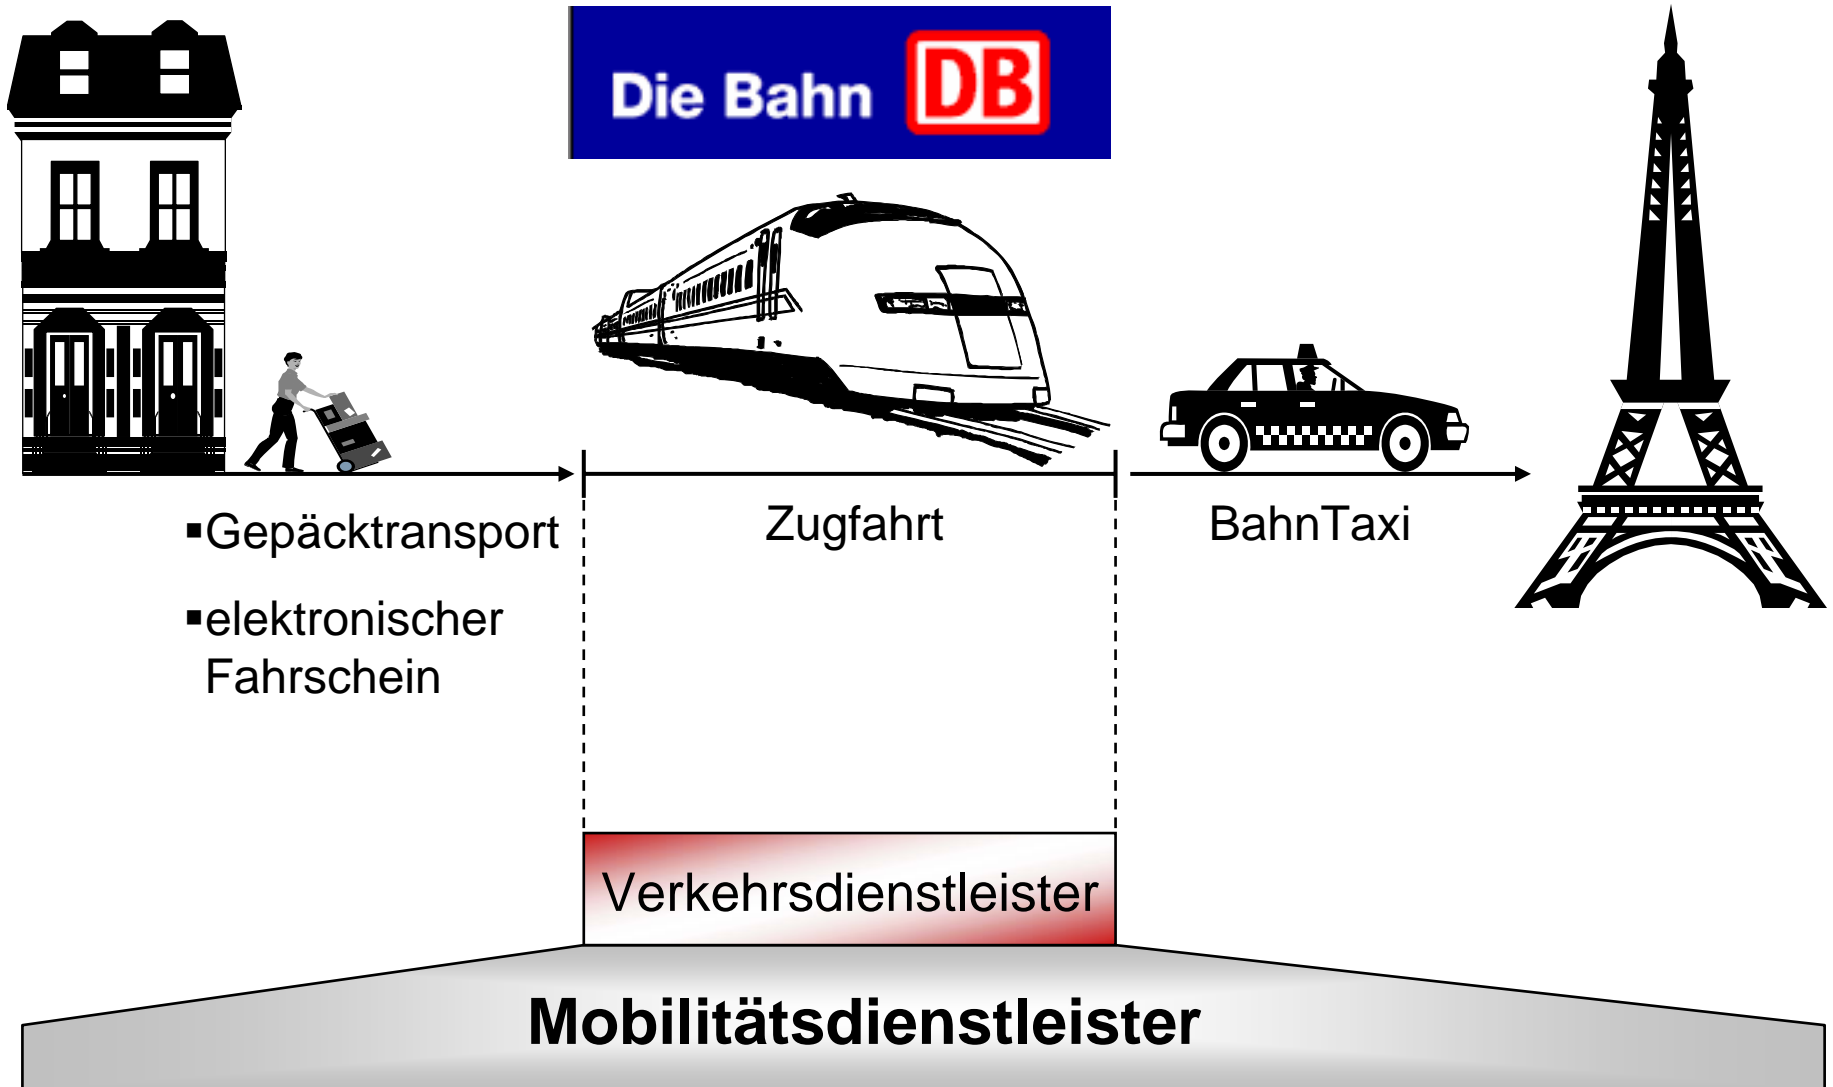 Die Bahn DB
▪Gepäcktransport
▪elektronischer
Fahrschein
Zugfahrt
BahnTaxi
Verkehrsdienstleister
Mobilitätsdienstleister